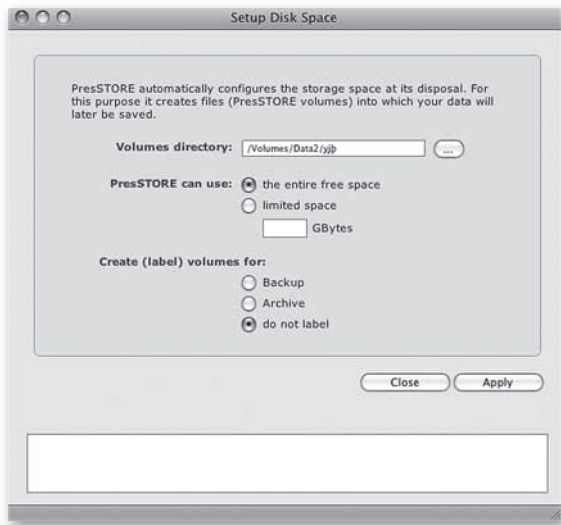 Setup Disk Space
PresSTORE automatically configures the storage space at its disposal. For
this purpose it creates files (PresSTORE volumes) into which your data will
later be saved.
Volumes directory: /Volumes/Data2/yjb ...
PresSTORE can use: the entire free space
limited space
GBytes
Create (label) volumes for:
Backup
Archive
do not label
Close Apply